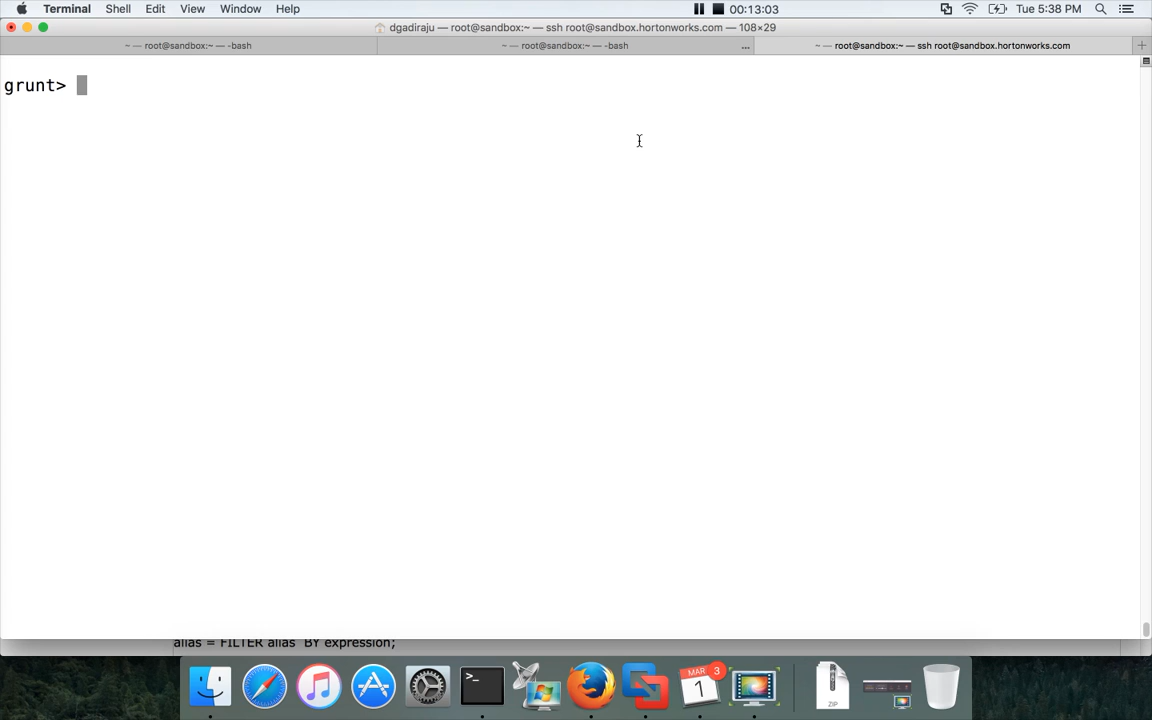 Terminal Shell Edit View Window Help 00:13:03 Tue 5:38 PM
dgadiraju — root@sandbox:~ — ssh root@sandbox.hortonworks.com — 108×29
~ — root@sandbox:~ — -bash ~ — root@sandbox:~ — -bash ... ~ — root@sandbox:~ — ssh root@sandbox.hortonworks.com +
grunt>
alias = FILTER alias BY expression;
>_ MAR 3
1 ZIP